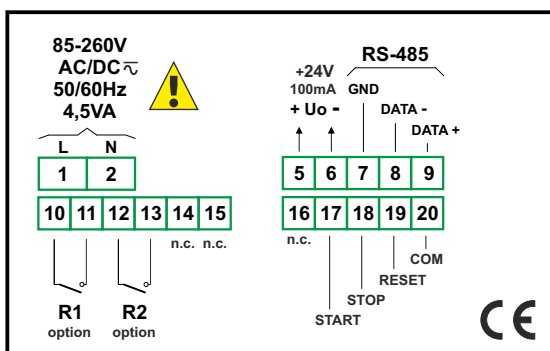 85-260V
AC/DC
50/60Hz
4,5VA
L N
1 2
10 11 12 13 14 15
n.c. n.c.
R1 R2
option option
RS-485
+24V
100mA GND
+ Uo - DATA -
DATA +
5 6 7 8 9
16 17 18 19 20
n.c.
COM
RESET
STOP
START
CE